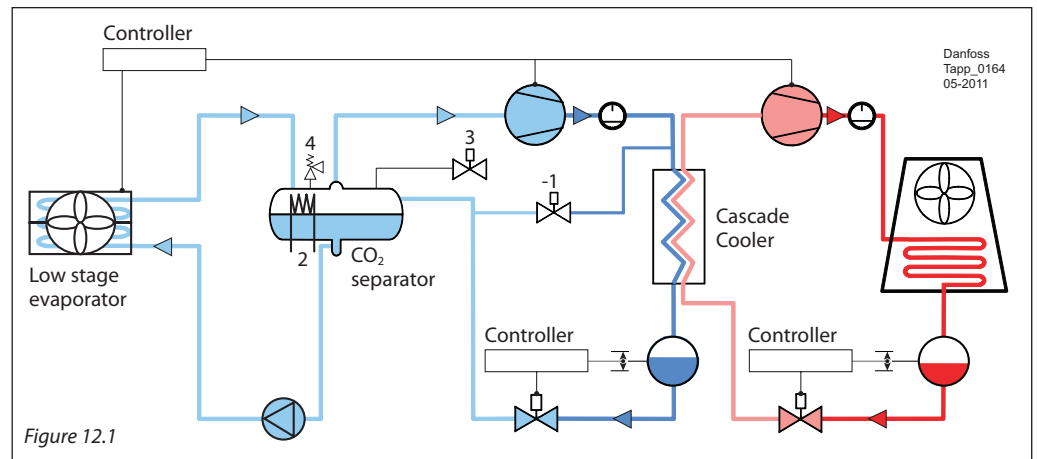 Controller
Danfoss
Tapp_0164
05-2011
4
3
-1
2
CO₂
separator
Low stage
evaporator
Cascade
Cooler
Controller
Controller
Figure 12.1